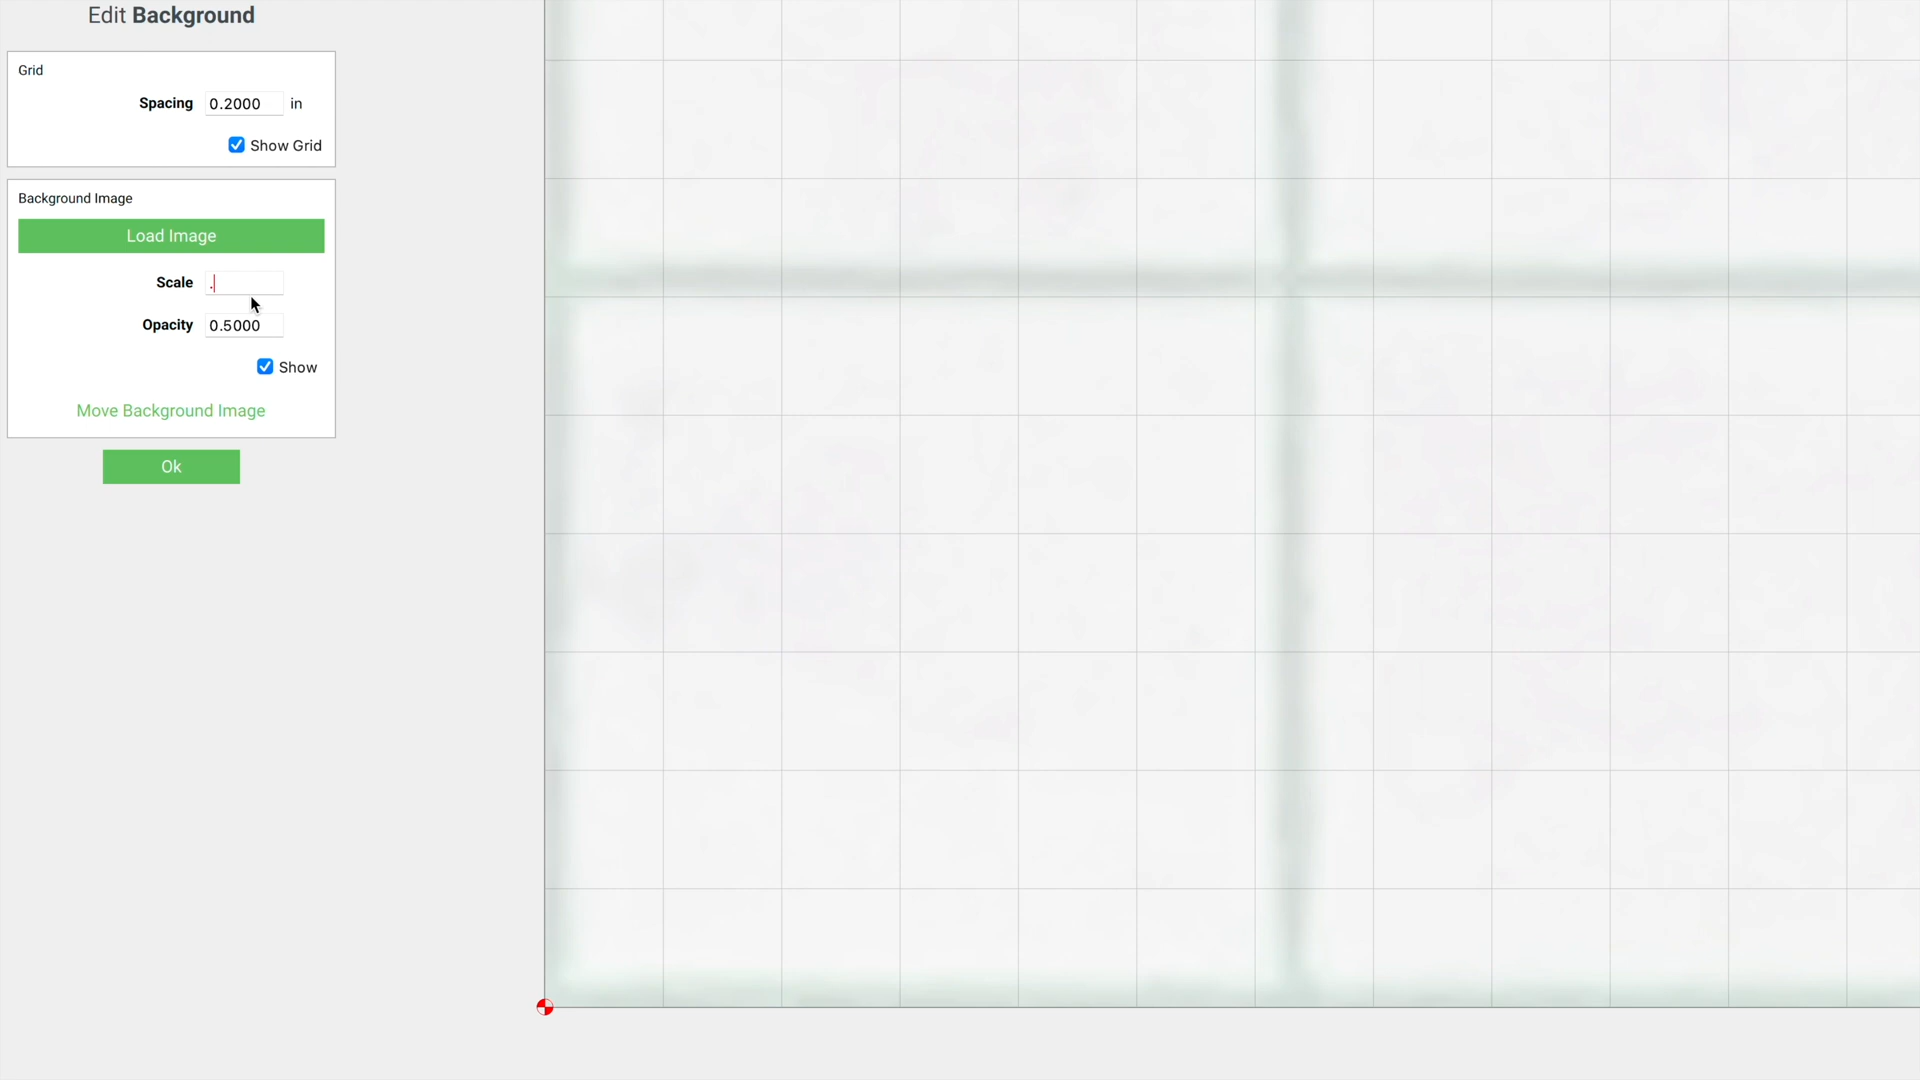 Edit Background
Grid
Spacing 0.2000 in
Show Grid
Background Image
Load Image
Scale .
Opacity 0.5000
Show
Move Background Image
Ok